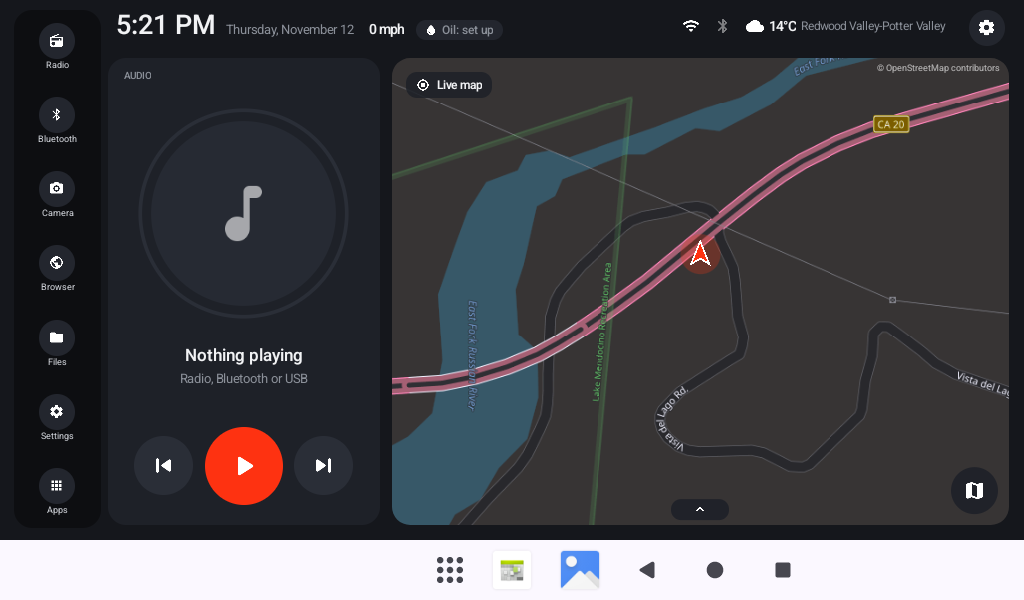 5:21 PM
Thursday, November 12
0 mph
Oil: set up
14°C
Redwood Valley-Potter Valley
Radio
Bluetooth
Camera
Browser
Files
Settings
Apps
AUDIO
Nothing playing
Radio, Bluetooth or USB
Live map
© OpenStreetMap contributors
East Fork
CA 20
East Fork Russian River
Lake Mendocino Recreation Area
Vista del Lago Rd.
Vista del Lag